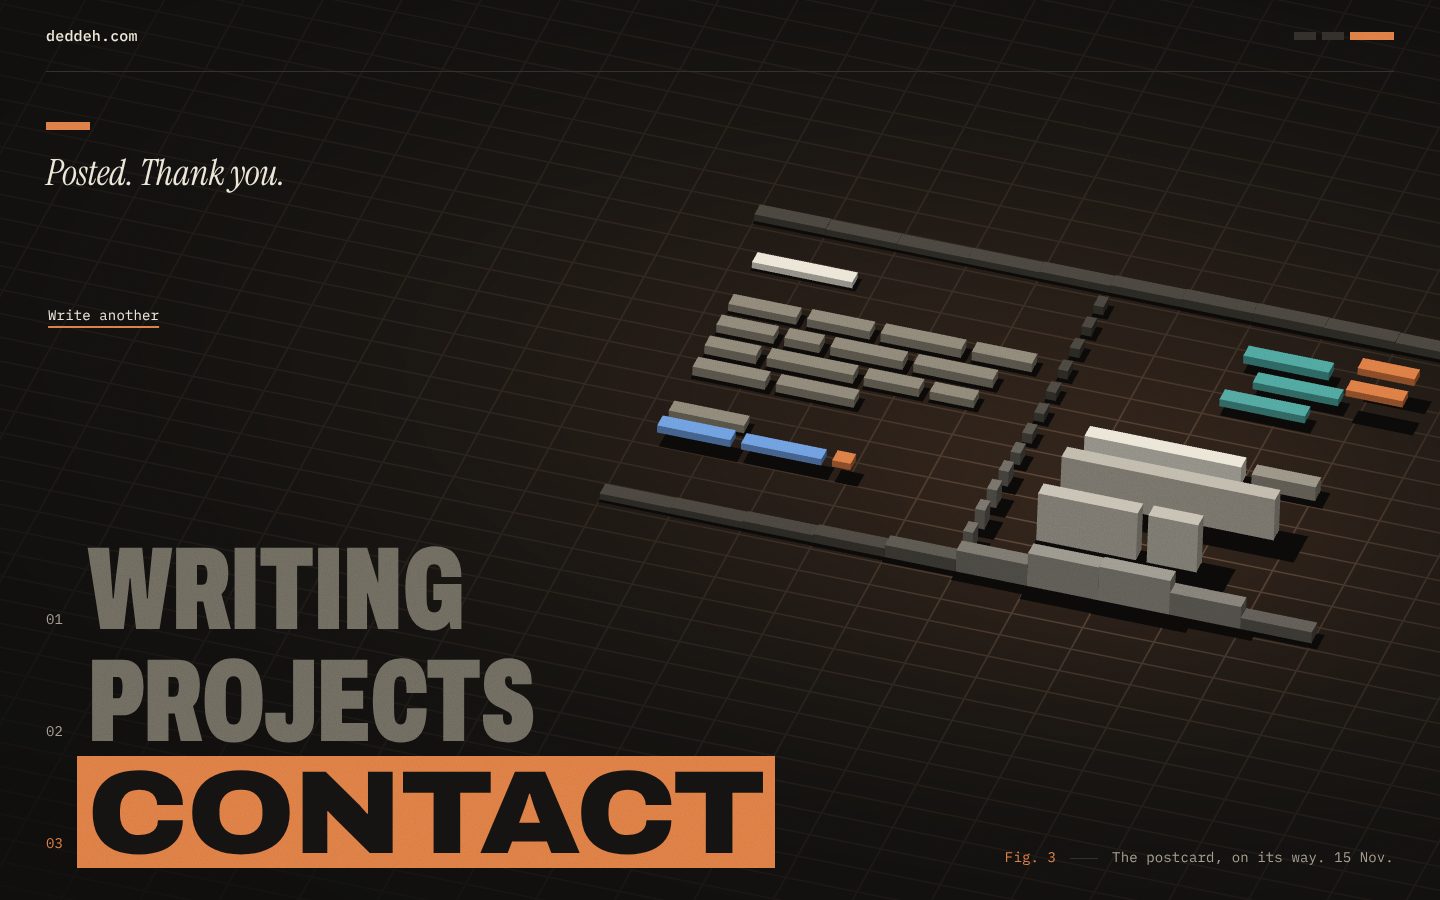 deddeh.com
Posted. Thank you.
Write another
01 WRITING
02 PROJECTS
03 CONTACT
Fig. 3 — The postcard, on its way. 15 Nov.